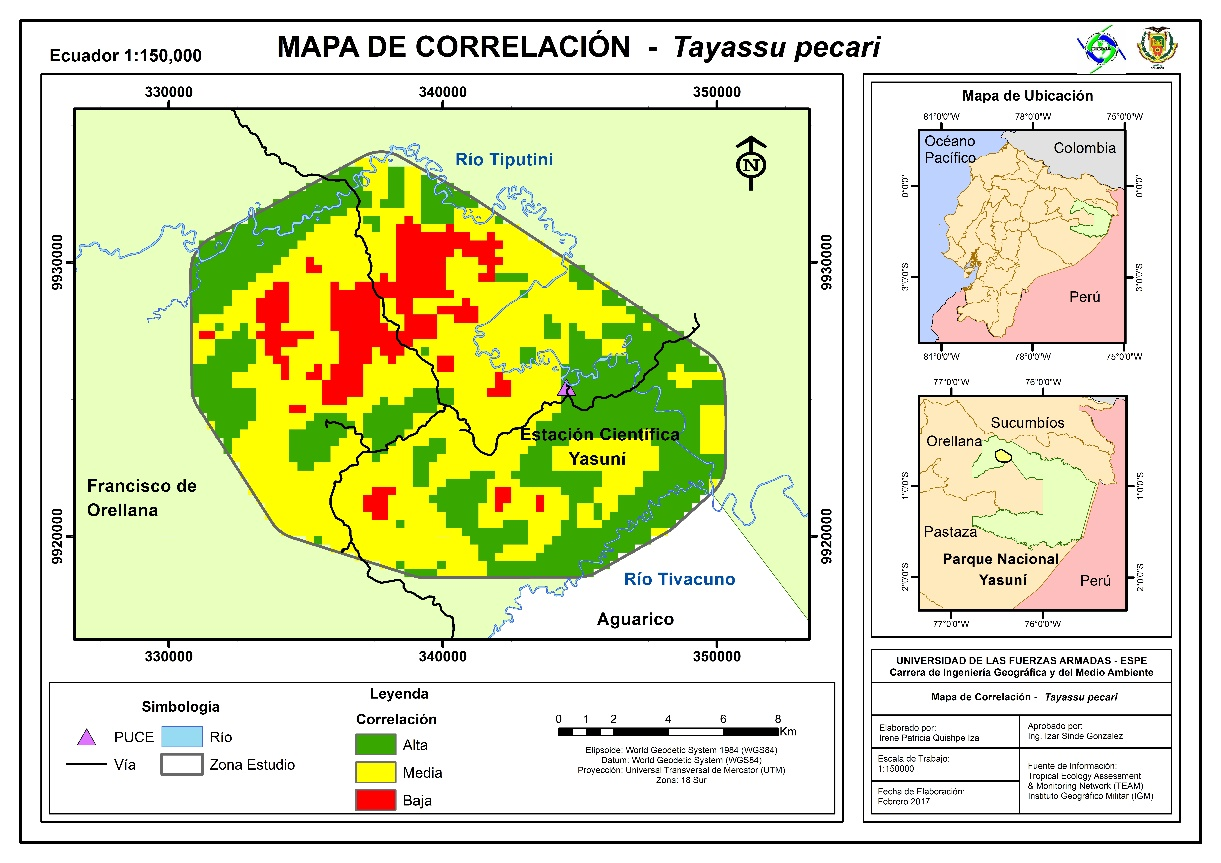 Ecuador 1:150,000
MAPA DE CORRELACIÓN - Tayassu pecari
330000
340000
350000
9930000
9930000
9920000
9920000
330000
340000
350000
Río Tiputini
N
Estación Científica
Yasuní
Francisco de
Orellana
Río Tivacuno
Aguarico
Simbología
PUCE
Río
Vía
Zona Estudio
Leyenda
Correlación
Alta
Media
Baja
0 1 2 4 6 8
Km
Elipsoide: World Geodetic System 1984 (WGS84)
Datum: World Geodetic System (WGS84)
Proyección: Universal Transversal de Mercator (UTM)
Zona: 18 Sur
Mapa de Ubicación
81°0'0"W
78°0'0"W
75°0'0"W
Océano
Pacífico
Colombia
Perú
0°0'0"
0°0'0"
3°0'0"S
3°0'0"S
81°0'0"W
78°0'0"W
75°0'0"W
77°0'0"W
76°0'0"W
Sucumbíos
Orellana
Pastaza
Parque Nacional
Yasuní
Perú
1°0'0"S
1°0'0"S
2°0'0"S
2°0'0"S
77°0'0"W
76°0'0"W
UNIVERSIDAD DE LAS FUERZAS ARMADAS - ESPE
Carrera de Ingeniería Geográfica y del Medio Ambiente
Mapa de Correlación - Tayassu pecari
Elaborado por:
Irene Patricia Quishpe Iza
Aprobado por:
Ing. Izar Sinde Gonzalez
Escala de Trabajo:
1:150000
Fuente de Información:
Tropical Ecology Assessment
& Monitoring Network (TEAM)
Instituto Geográfico Militar (IGM)
Fecha de Elaboración:
Febrero 2017